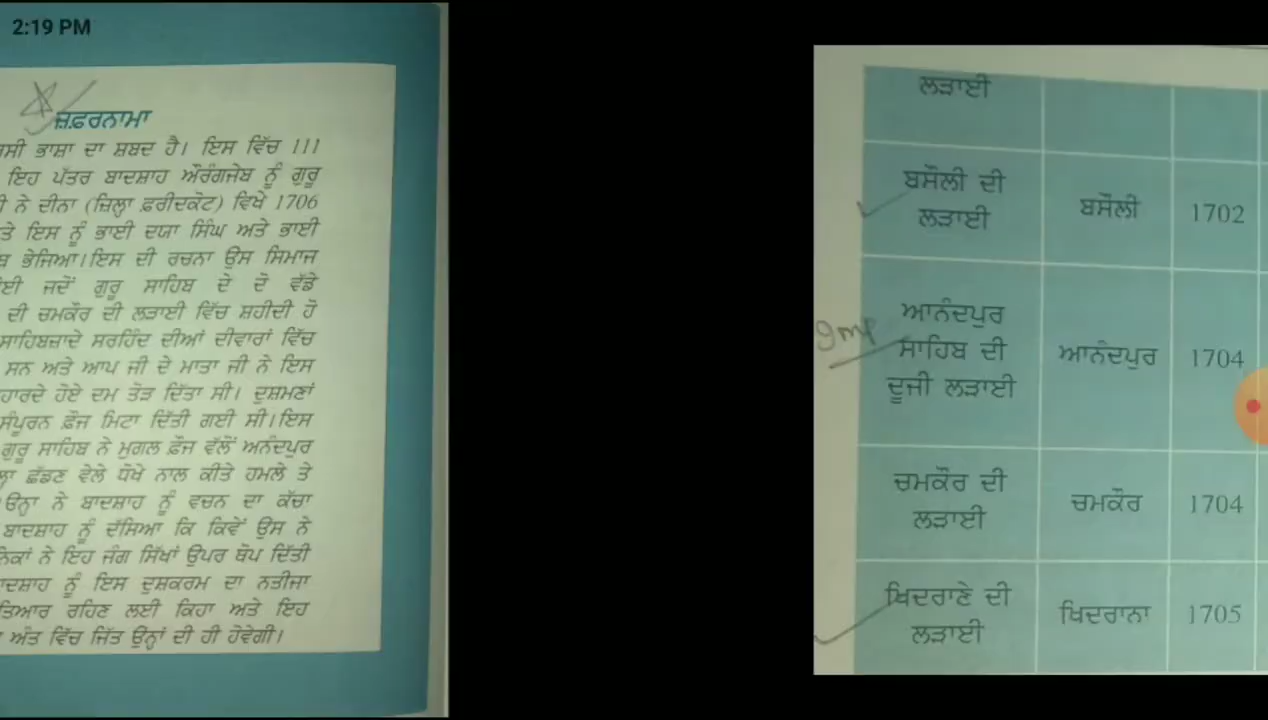 2:19 PM
ਜ਼ਫ਼ਰਨਾਮਾ
ਸੀ ਭਾਸ਼ਾ ਦਾ ਸ਼ਬਦ ਹੈ। ਇਸ ਵਿੱਚ 111
ਇਹ ਪੱਤਰ ਬਾਦਸ਼ਾਹ ਔਰੰਗਜੇਬ ਨੂੰ ਗੁਰੂ
ਨੇ ਦੀਨਾ (ਜ਼ਿਲ੍ਹਾ ਫ਼ਰੀਦਕੋਟ) ਵਿਖੇ 1706
ਤੇ ਇਸ ਨੂੰ ਭਾਈ ਦਯਾ ਸਿੰਘ ਅਤੇ ਭਾਈ
ਭੇਜਿਆ। ਇਸ ਦੀ ਰਚਨਾ ਉਸ ਸਿਮਾਜ
ਈ ਜਦੋਂ ਗੁਰੂ ਸਾਹਿਬ ਦੇ ਦੋ ਵੱਡੇ
ਦੀ ਚਮਕੌਰ ਦੀ ਲੜਾਈ ਵਿੱਚ ਸ਼ਹੀਦੀ ਹੋ
ਸਾਹਿਬਜ਼ਾਦੇ ਸਰਹਿੰਦ ਦੀਆਂ ਦੀਵਾਰਾਂ ਵਿੱਚ
ਸਨ ਅਤੇ ਆਪ ਜੀ ਦੇ ਮਾਤਾ ਜੀ ਨੇ ਇਸ
ਹਾਰਦੇ ਹੋਏ ਦਮ ਤੋੜ ਦਿੱਤਾ ਸੀ। ਦੁਸ਼ਮਣਾਂ
ਸੰਪੂਰਨ ਫ਼ੌਜ ਮਿਟਾ ਦਿੱਤੀ ਗਈ ਸੀ। ਇਸ
ਗੁਰੂ ਸਾਹਿਬ ਨੇ ਮੁਗਲ ਫ਼ੌਜ ਵੱਲੋਂ ਅਨੰਦਪੁਰ
ਛੱਡਣ ਵੇਲੇ ਧੋਖੇ ਨਾਲ ਕੀਤੇ ਹਮਲੇ ਤੇ
ਉਨ੍ਹਾ ਨੇ ਬਾਦਸ਼ਾਹ ਨੂੰ ਵਚਨ ਦਾ ਕੱਚਾ
ਬਾਦਸ਼ਾਹ ਨੂੰ ਦੱਸਿਆ ਕਿ ਕਿਵੇਂ ਉਸ ਨੇ
ਨਿਕਾਂ ਨੇ ਇਹ ਜੰਗ ਸਿੱਖਾਂ ਉਪਰ ਥੋਪ ਦਿੱਤੀ
ਾਦਸ਼ਾਹ ਨੂੰ ਇਸ ਦੁਸ਼ਕਰਮ ਦਾ ਨਤੀਜਾ
ਤਿਆਰ ਰਹਿਣ ਲਈ ਕਿਹਾ ਅਤੇ ਇਹ
ਅੰਤ ਵਿੱਚ ਜਿੱਤ ਉਨ੍ਹਾਂ ਦੀ ਹੀ ਹੋਵੇਗੀ।
ਲੜਾਈ
ਬਸੌਲੀ ਦੀ
ਲੜਾਈ
ਬਸੌਲੀ
1702
imp
ਆਨੰਦਪੁਰ
ਸਾਹਿਬ ਦੀ
ਦੂਜੀ ਲੜਾਈ
ਆਨੰਦਪੁਰ
1704
ਚਮਕੌਰ ਦੀ
ਲੜਾਈ
ਚਮਕੌਰ
1704
ਖਿਦਰਾਣੇ ਦੀ
ਲੜਾਈ
ਖਿਦਰਾਨਾ
1705